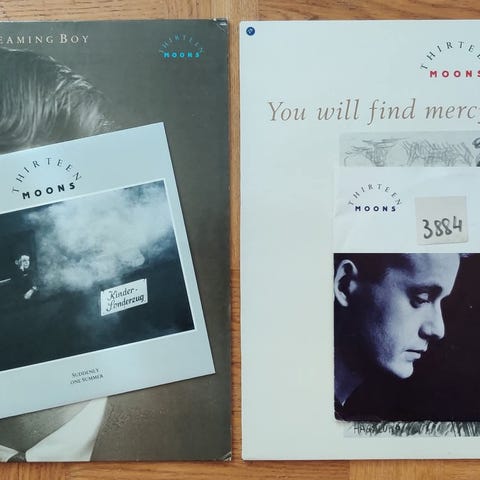 EAMING BOY
THIRTEEN
MOONS
THIRTEEN
MOONS
Kinder-
Sonderzug
SUDDENLY
ONE SUMMER
THIRTEEN
MOONS
You will find mercy
THIRTEEN
MOONS
3884